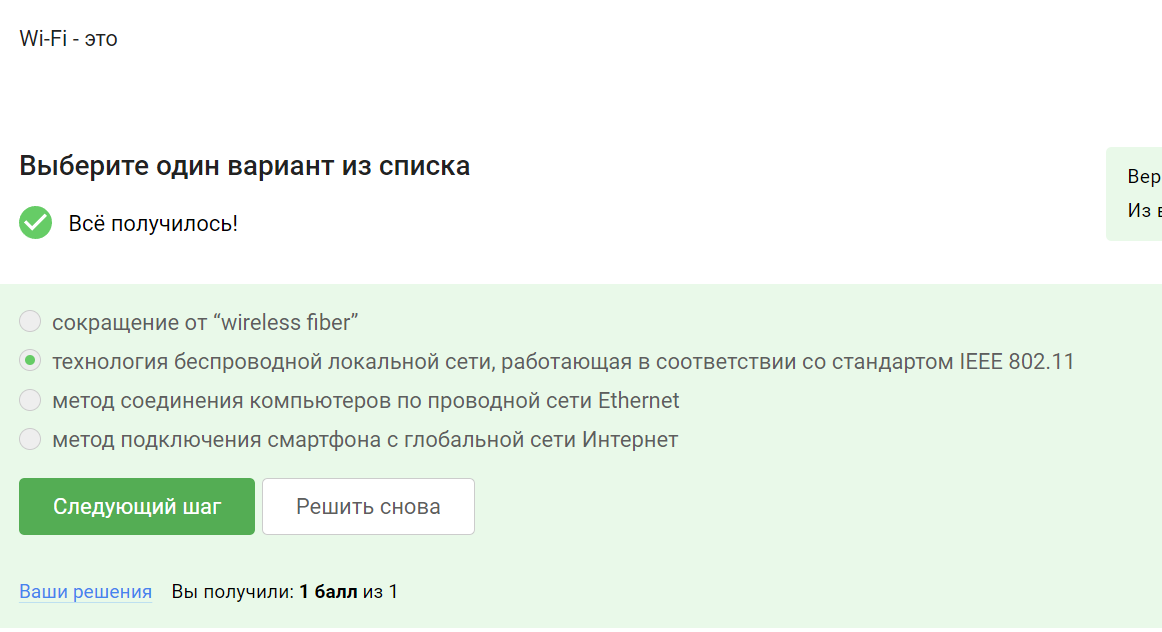 Wi-Fi - это
Выберите один вариант из списка
Всё получилось!
Из
сокращение от “wireless fiber”
технология беспроводной локальной сети, работающая в соответствии со стандартом IEEE 802.11
метод соединения компьютеров по проводной сети Ethernet
метод подключения смартфона с глобальной сети Интернет
Следующий шаг
Решить снова
Ваши решения Вы получили: 1 балл из 1